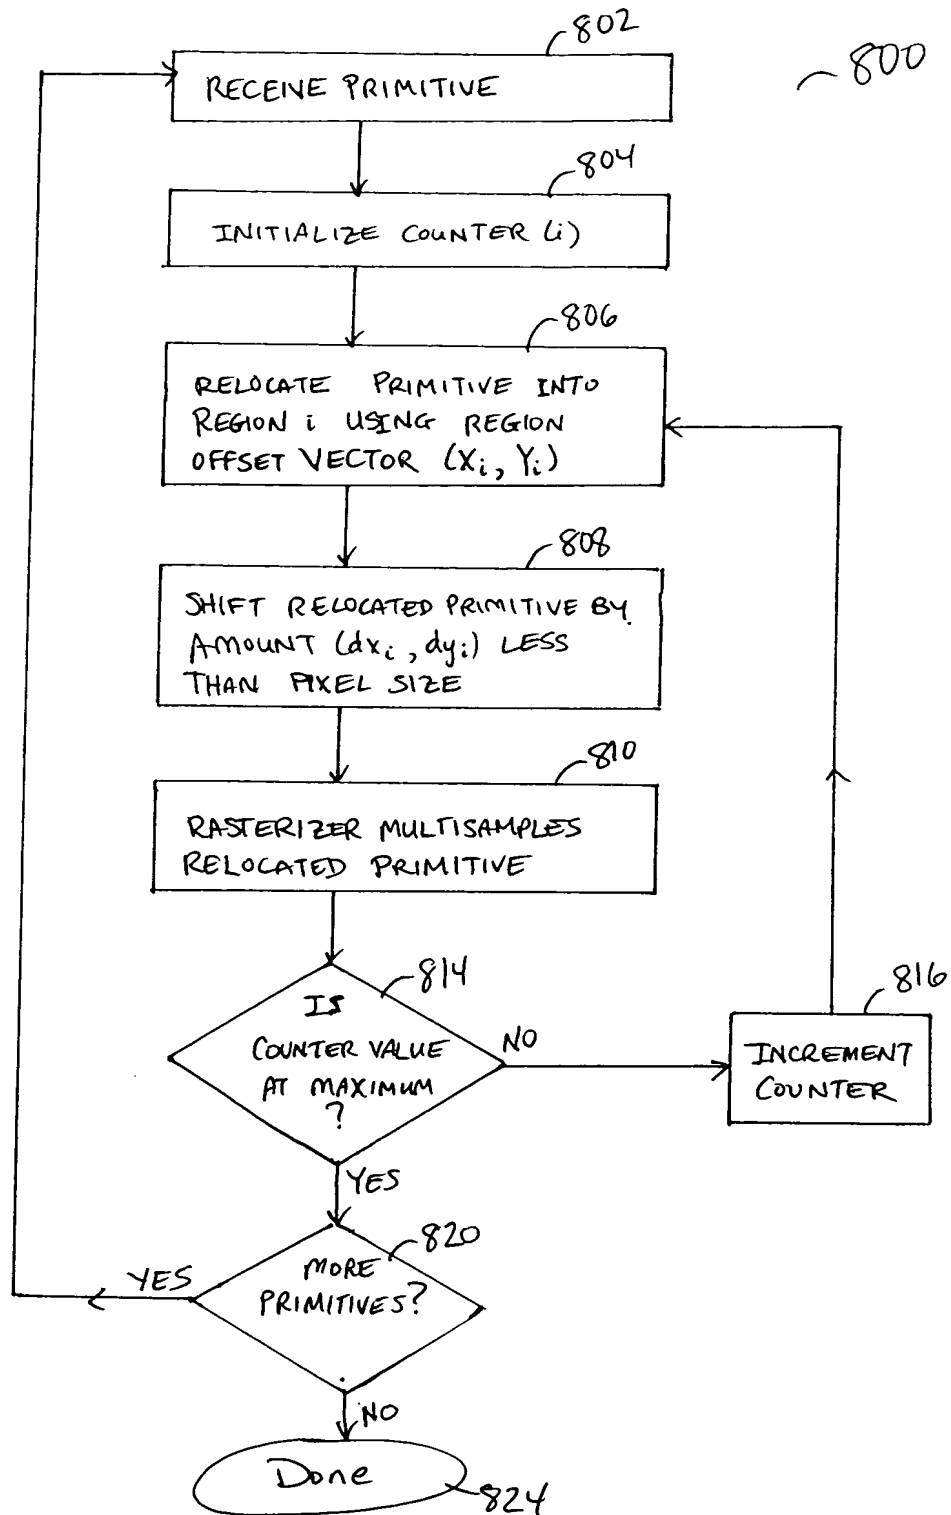 802
800
RECEIVE PRIMITIVE
804
INITIALIZE COUNTER (i)
806
RELOCATE PRIMITIVE INTO
REGION i USING REGION
OFFSET VECTOR (Xi, Yi)
808
SHIFT RELOCATED PRIMITIVE BY
AMOUNT (dxi, dyi) LESS
THAN PIXEL SIZE
810
RASTERIZER MULTISAMPLES
RELOCATED PRIMITIVE
814
IS
COUNTER VALUE
AT MAXIMUM
?
NO
816
INCREMENT
COUNTER
YES
820
MORE
PRIMITIVES?
YES
NO
Done
824